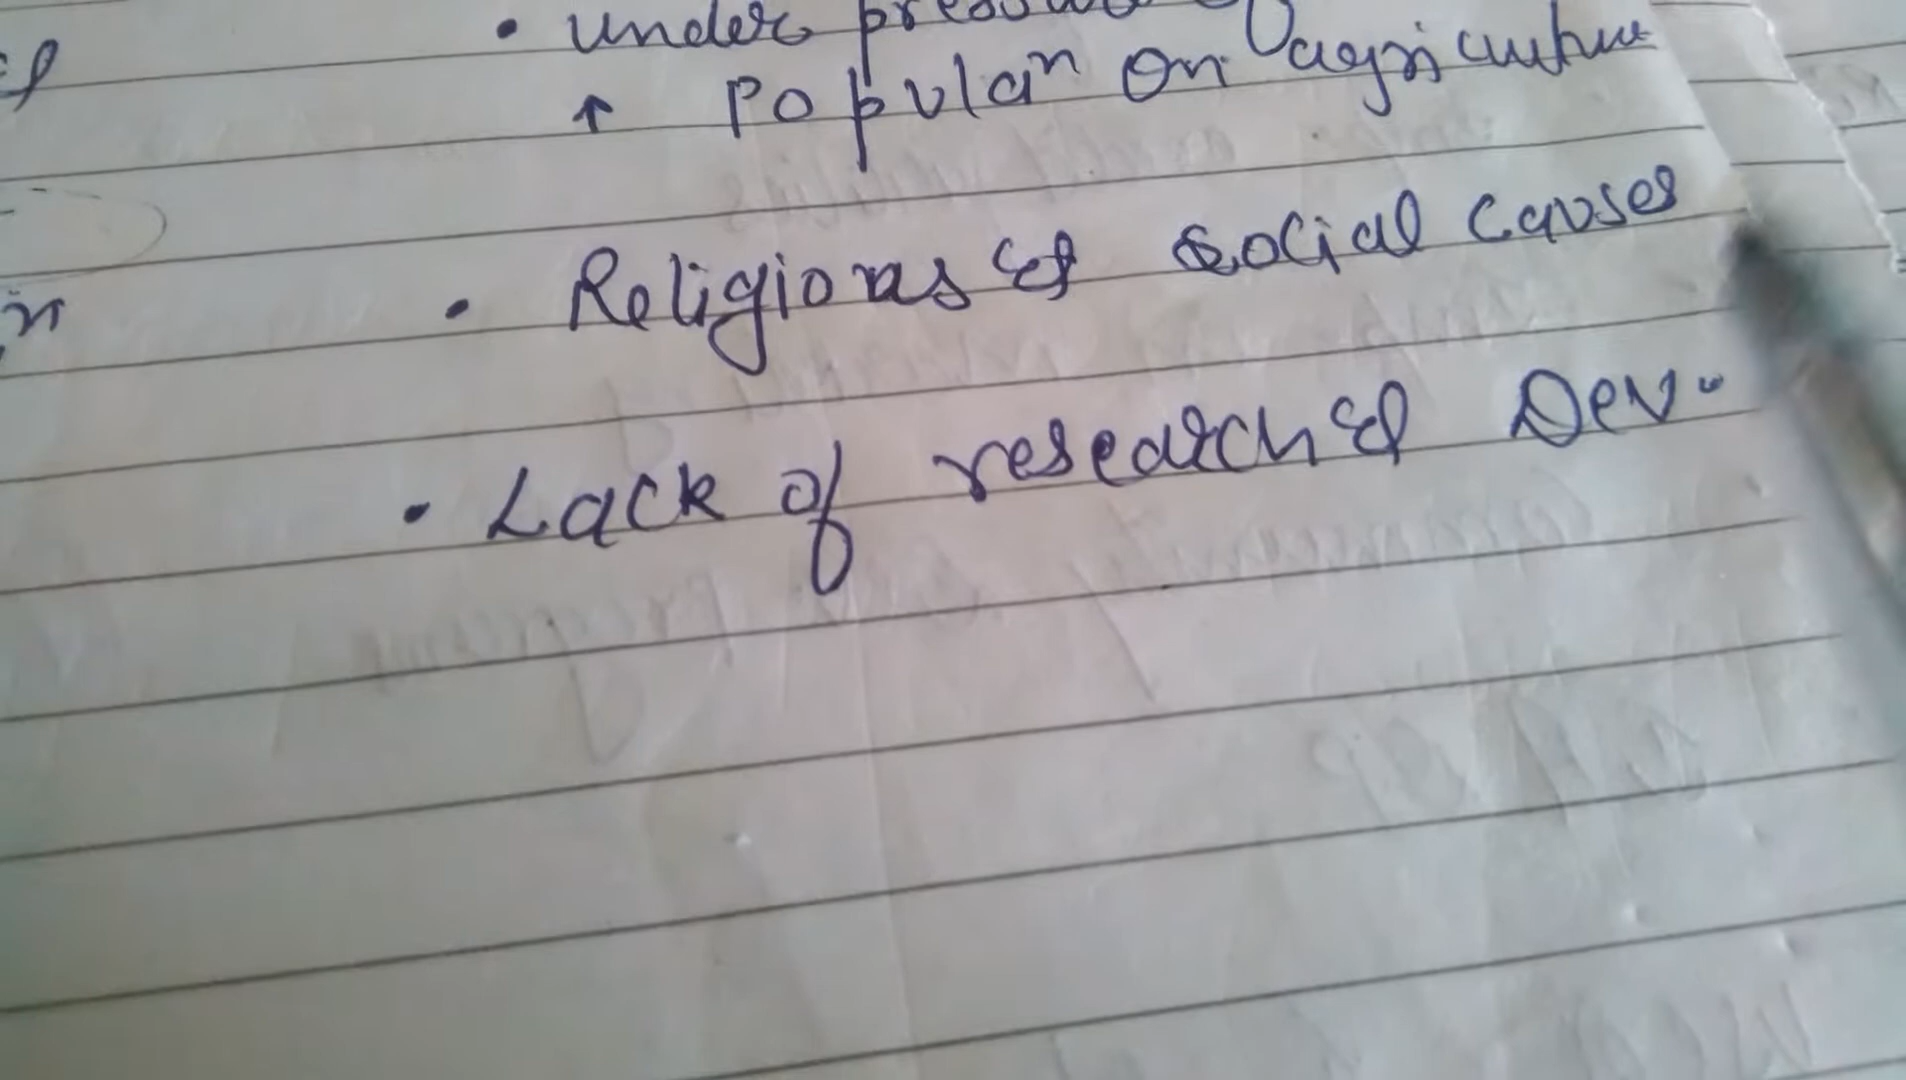 • under pressure of
↑ Populaⁿ on agriculture
• Religious & social causes
• Lack of research & Dev.